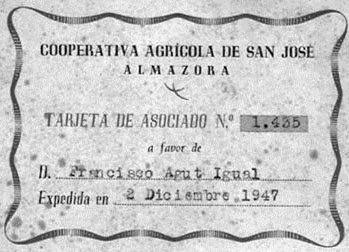 COOPERATIVA AGRÍCOLA DE SAN JOSÉ
ALMAZORA
TARJETA DE ASOCIADO N.º 1.435
a favor de
D. Francisco Agut Igual
Expedida en 2 Diciembre 1947